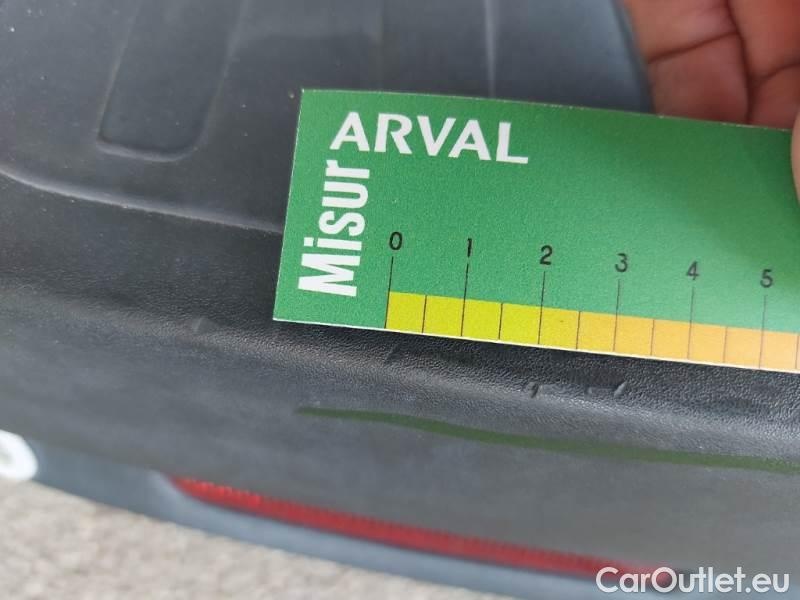 Misur
ARVAL
0 1 2 3 4 5
CarOutlet.eu